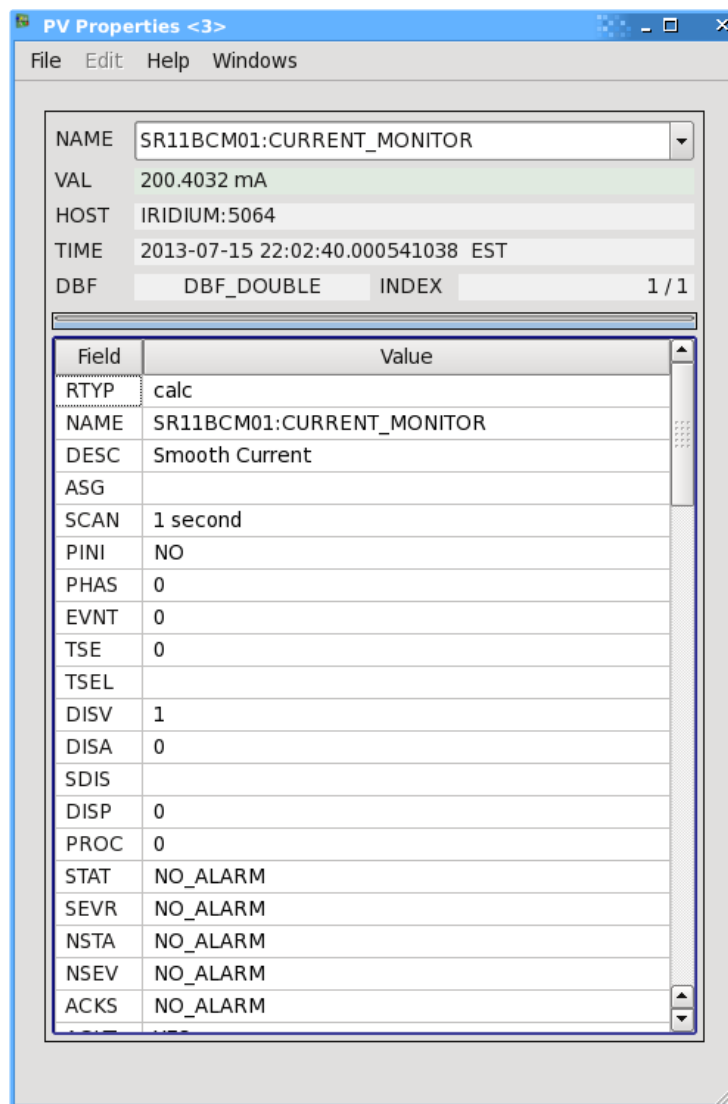 PV Properties <3>
File Edit Help Windows
NAME SR11BCM01:CURRENT_MONITOR
VAL 200.4032 mA
HOST IRIDIUM:5064
TIME 2013-07-15 22:02:40.000541038 EST
DBF DBF_DOUBLE INDEX 1 / 1
Field Value
RTYP calc
NAME SR11BCM01:CURRENT_MONITOR
DESC Smooth Current
ASG
SCAN 1 second
PINI NO
PHAS 0
EVNT 0
TSE 0
TSEL
DISV 1
DISA 0
SDIS
DISP 0
PROC 0
STAT NO_ALARM
SEVR NO_ALARM
NSTA NO_ALARM
NSEV NO_ALARM
ACKS NO_ALARM